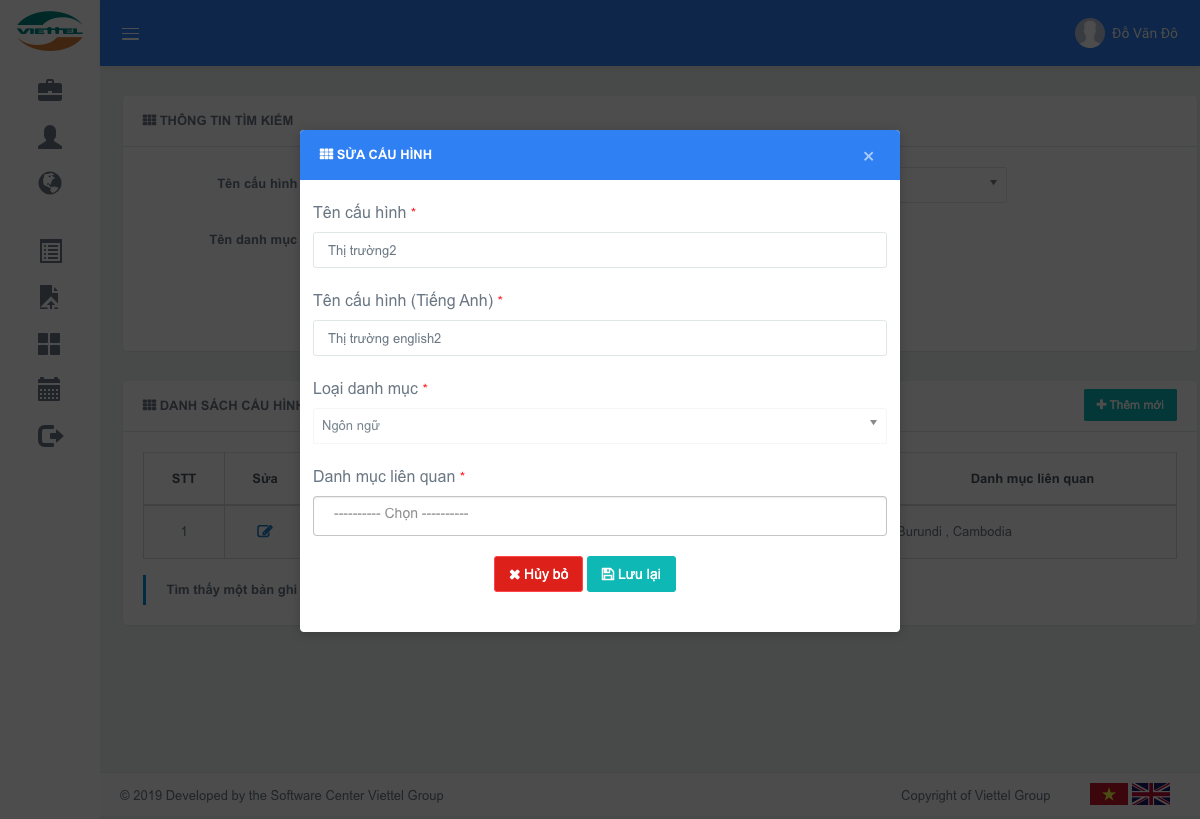 VIETTEL
Đỗ Văn Đô
THÔNG TIN TÌM KIẾM
SỬA CẤU HÌNH
×
Tên cấu hình
Tên cấu hình *
Thị trường2
Tên danh mục
Tên cấu hình (Tiếng Anh) *
Thị trường english2
Loại danh mục *
DANH SÁCH CẤU HÌNH
Thêm mới
Ngôn ngữ
STT
Sửa
Danh mục liên quan *
Danh mục liên quan
---------- Chọn ----------
1
Burundi , Cambodia
Hủy bỏ
Lưu lại
Tìm thấy một bản ghi
© 2019 Developed by the Software Center Viettel Group
Copyright of Viettel Group